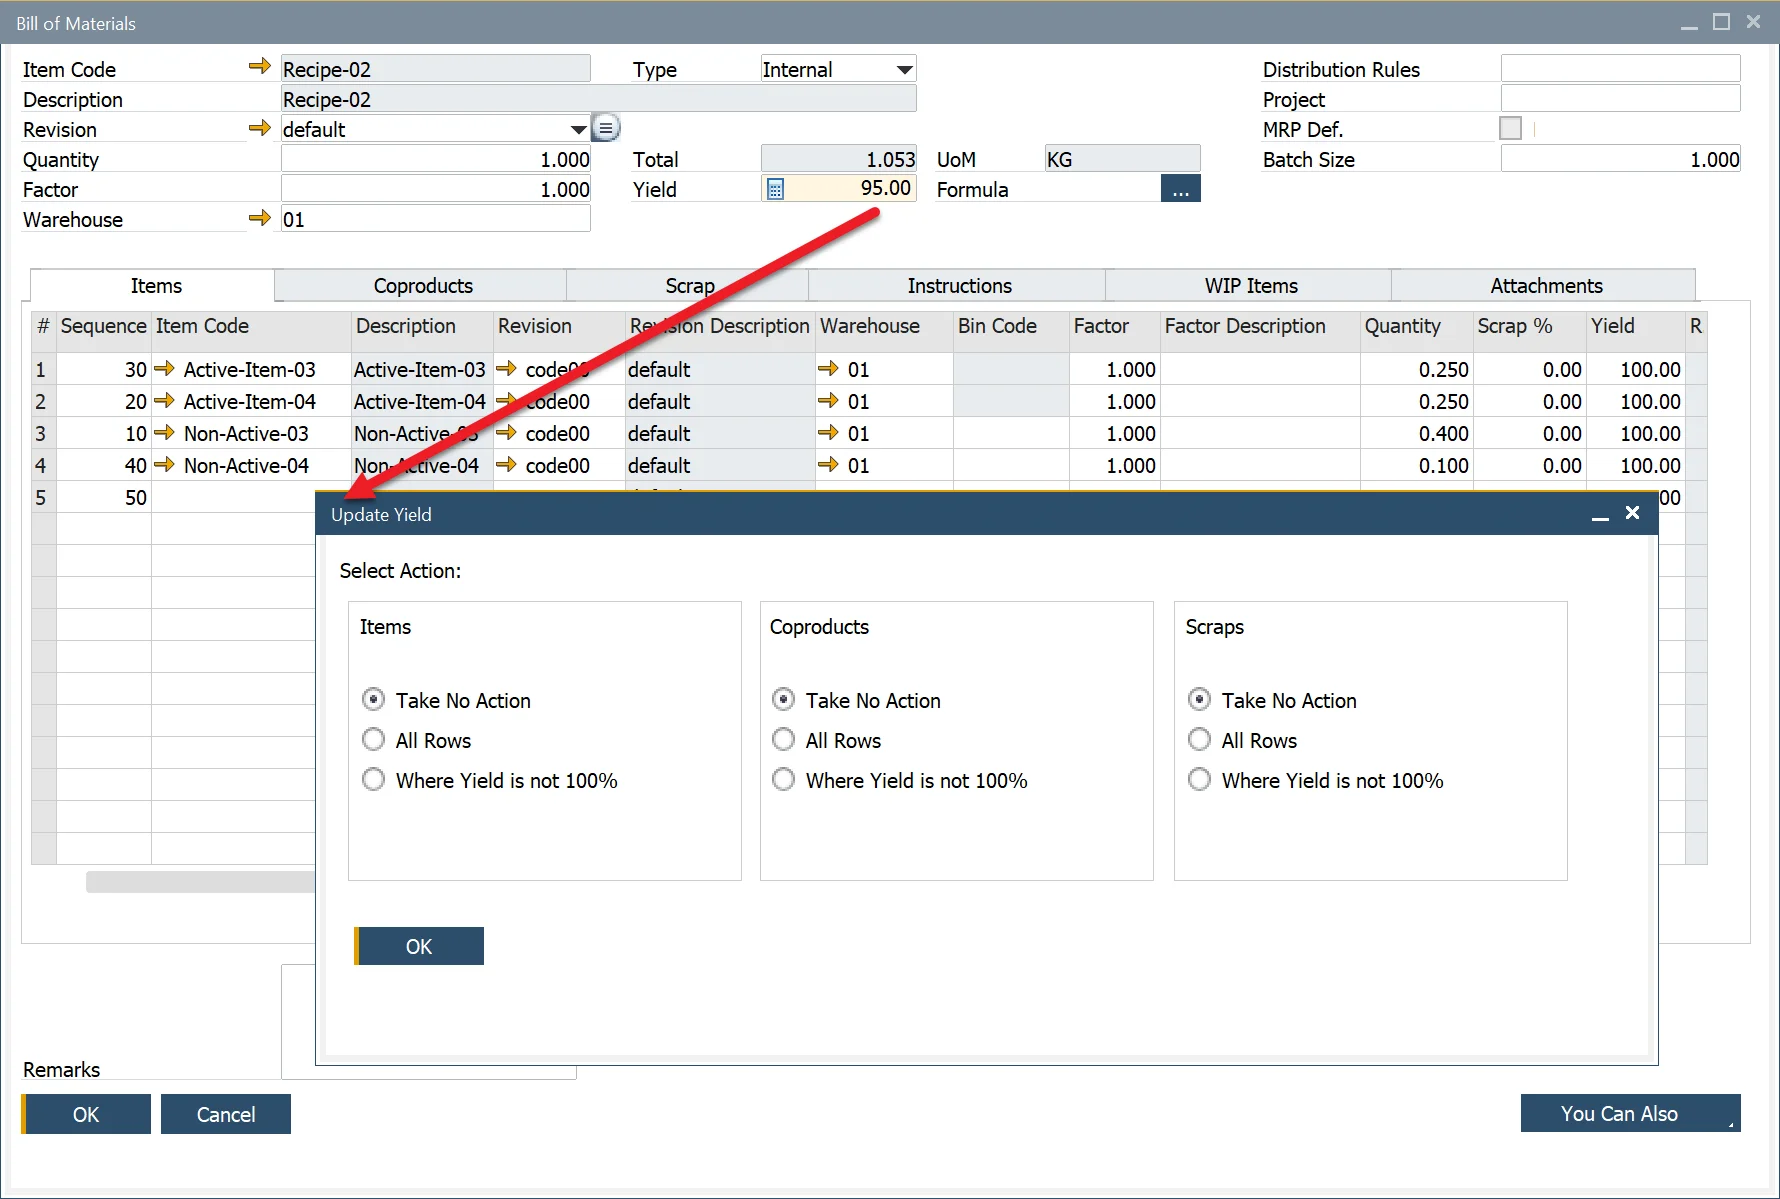 Bill of Materials
Item Code Recipe-02 Type Internal Distribution Rules
Description Recipe-02 Project
Revision default MRP Def.
Quantity 1.000 Total 1.053 UoM KG Batch Size 1.000
Factor 1.000 Yield 95.00 Formula ...
Warehouse 01
Items Coproducts Scrap Instructions WIP Items Attachments
# Sequence Item Code Description Revision Revision Description Warehouse Bin Code Factor Factor Description Quantity Scrap % Yield R
1 30 Active-Item-03 Active-Item-03 code00 default 01 1.000 0.250 0.00 100.00
2 20 Active-Item-04 Active-Item-04 code00 default 01 1.000 0.250 0.00 100.00
3 10 Non-Active-03 Non-Active-03 code00 default 01 1.000 0.400 0.00 100.00
4 40 Non-Active-04 Non-Active-04 code00 default 01 1.000 0.100 0.00 100.00
5 50
Update Yield
Select Action:
Items Coproducts Scraps
Take No Action Take No Action Take No Action
All Rows All Rows All Rows
Where Yield is not 100% Where Yield is not 100% Where Yield is not 100%
OK
Remarks
OK Cancel You Can Also